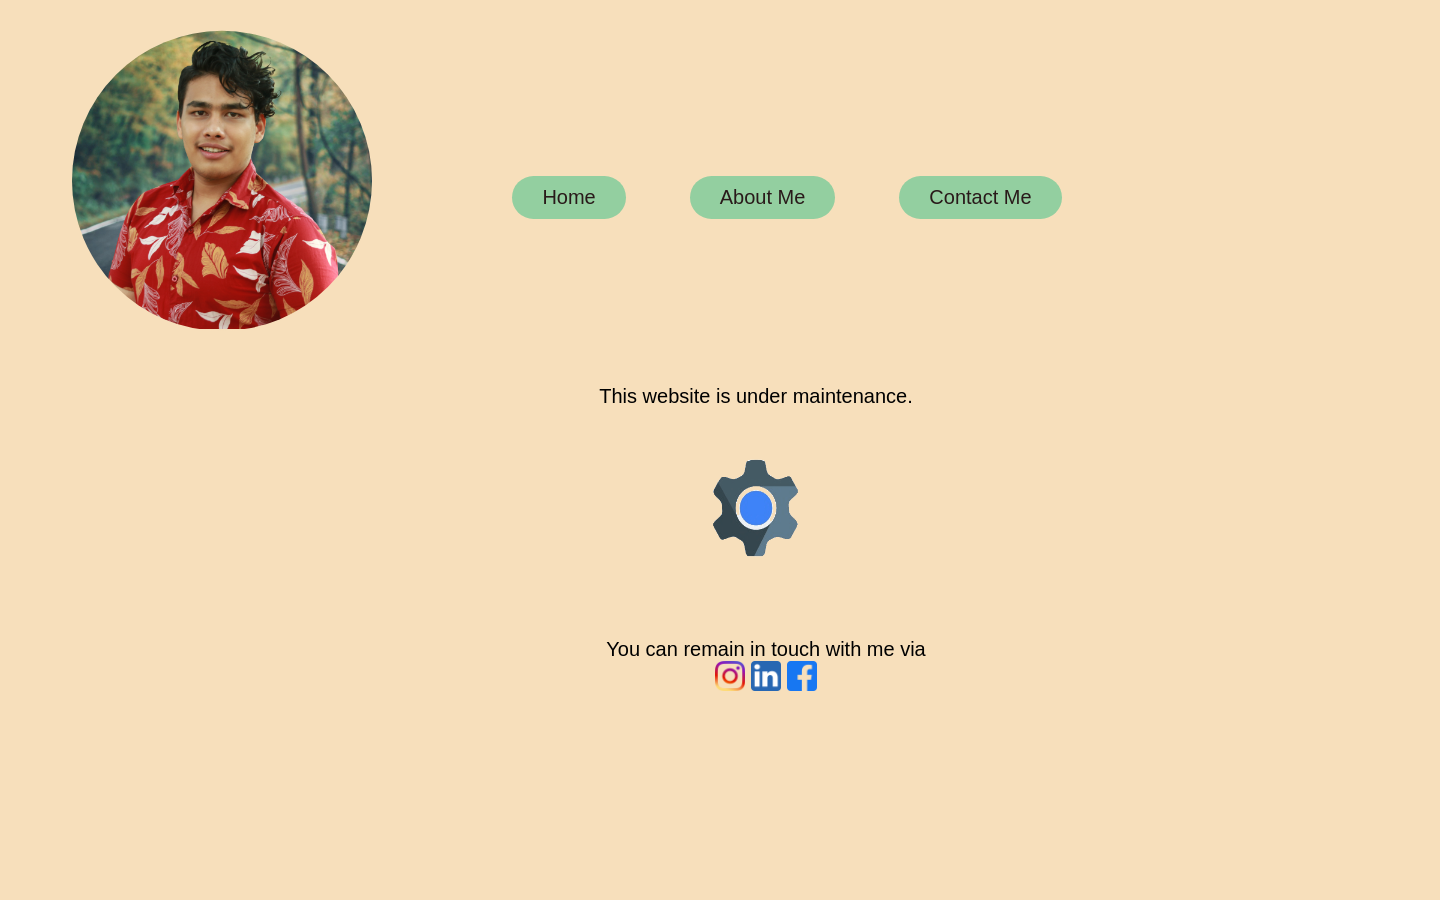 Home
About Me
Contact Me
This website is under maintenance.
You can remain in touch with me via